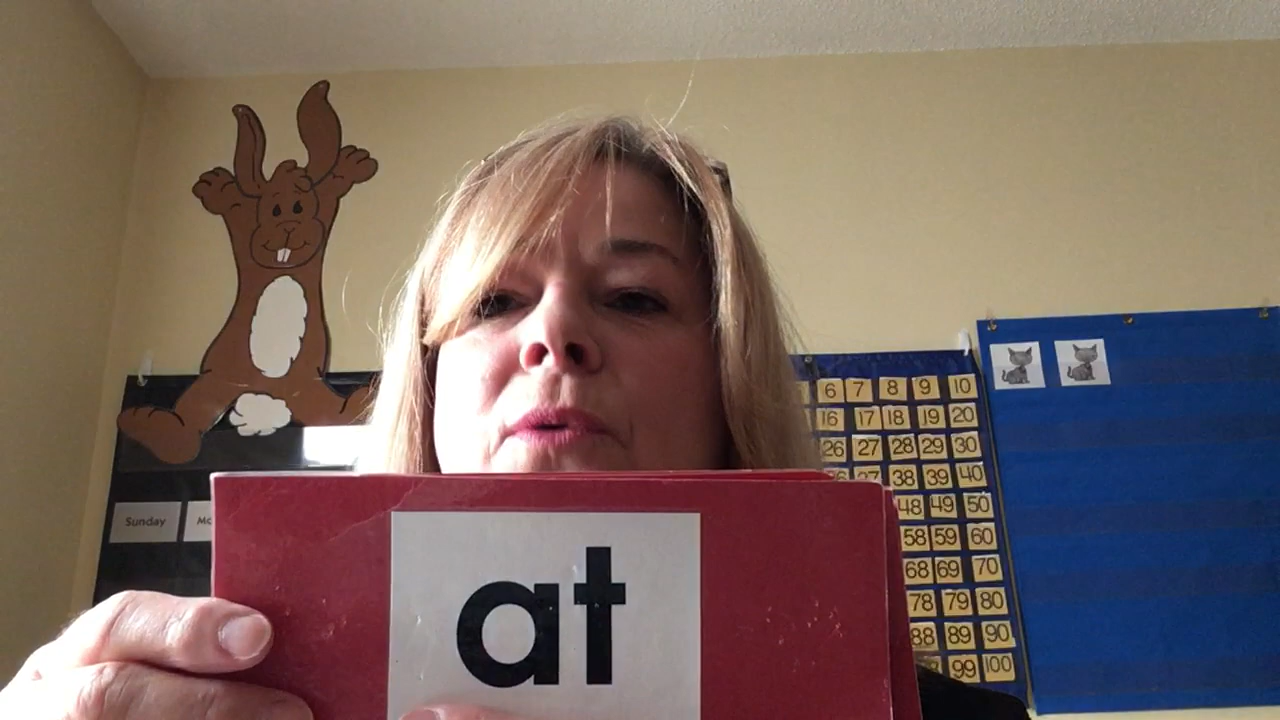 6 7 8 9 10
16 17 18 19 20
26 27 28 29 30
38 39 40
48 49 50
58 59 60
68 69 70
78 79 80
88 89 90
99 100
Sunday
Mo
at